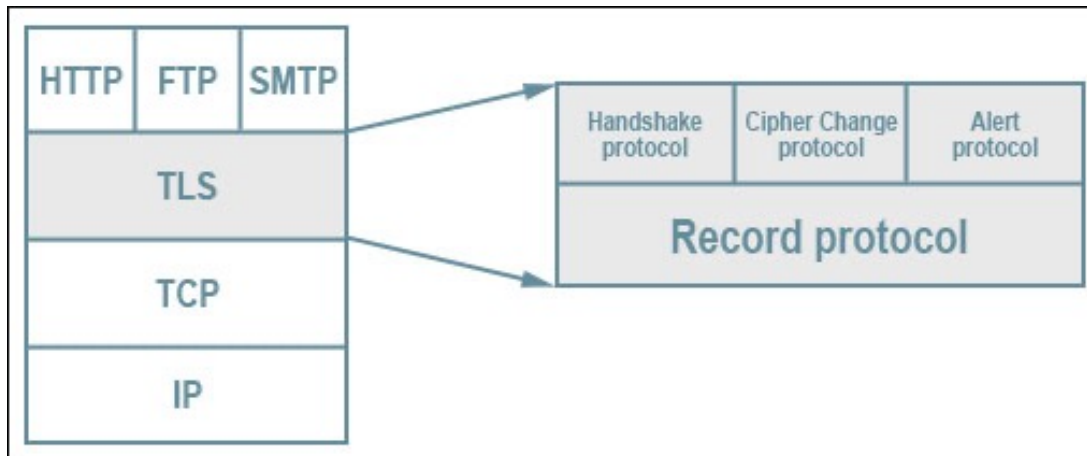 HTTP FTP SMTP
TLS
TCP
IP
Handshake
protocol
Cipher Change
protocol
Alert
protocol
Record protocol